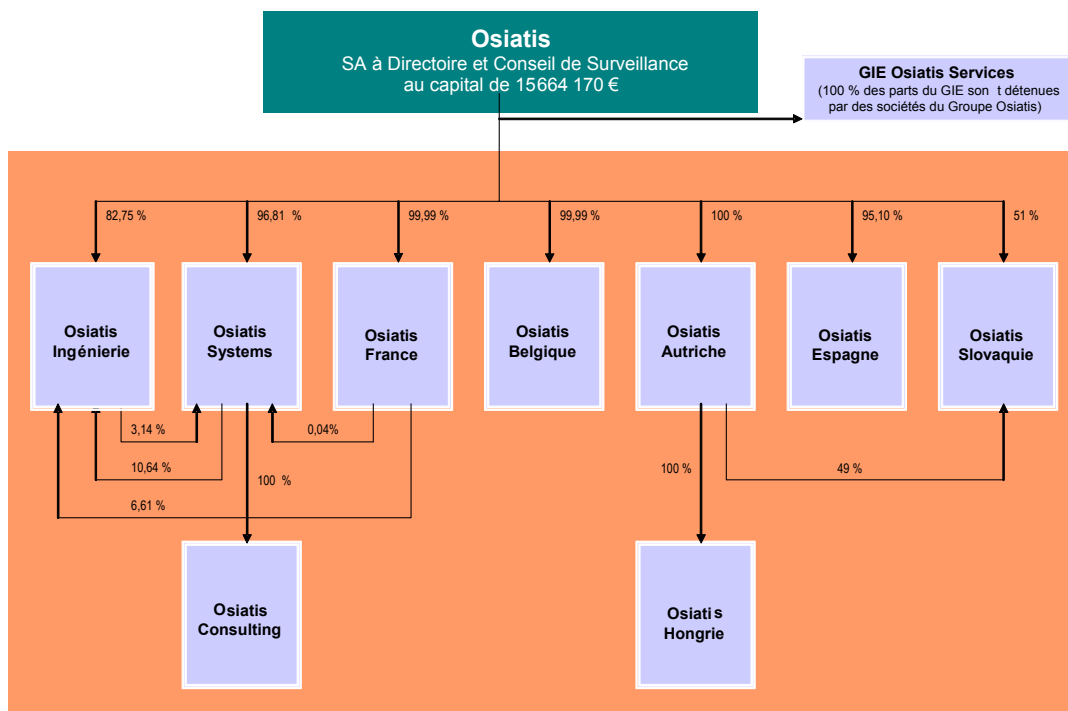 Osiatis
SA à Directoire et Conseil de Surveillance
au capital de 15664 170 €
GIE Osiatis Services
(100 % des parts du GIE son t détenues
par des sociétés du Groupe Osiatis)
82,75 %
96,81 %
99,99 %
99,99 %
100 %
95,10 %
51 %
Osiatis
Ingénierie
Osiatis
Systems
Osiatis
France
Osiatis
Belgique
Osiatis
Autriche
Osiatis
Espagne
Osiatis
Slovaquie
3,14 %
0,04%
10,64 %
100 %
100 %
49 %
6,61 %
Osiatis
Consulting
Osiatis
Hongrie